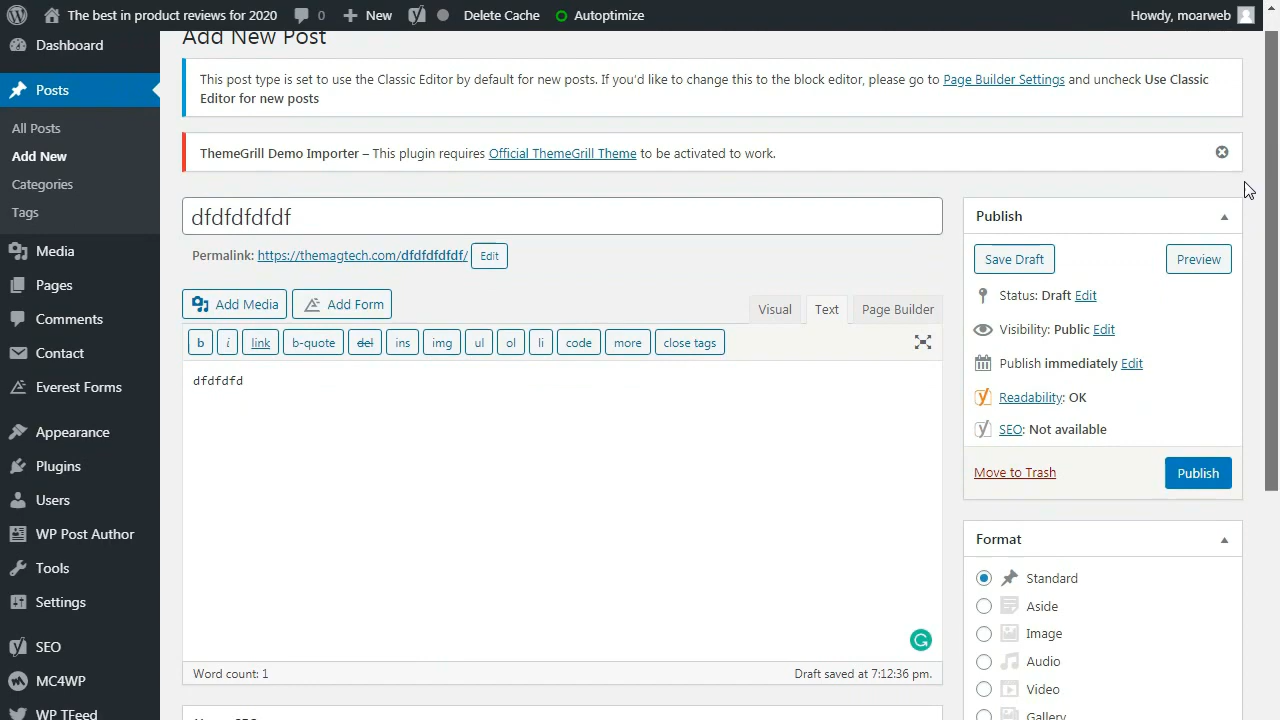 The best in product reviews for 2020 0 New Delete Cache Autoptimize Howdy, moarweb
Dashboard
Posts
All Posts
Add New
Categories
Tags
Media
Pages
Comments
Contact
Everest Forms
Appearance
Plugins
Users
WP Post Author
Tools
Settings
SEO
MC4WP
WP TFeed
Add New Post
This post type is set to use the Classic Editor by default for new posts. If you'd like to change this to the block editor, please go to Page Builder Settings and uncheck Use Classic
Editor for new posts
ThemeGrill Demo Importer – This plugin requires Official ThemeGrill Theme to be activated to work.
dfdfdfdfdf
Permalink: https://themagtech.com/dfdfdfdfdf/ Edit
Add Media Add Form Visual Text Page Builder
b i link b-quote del ins img ul ol li code more close tags
dfdfdfd
Word count: 1 Draft saved at 7:12:36 pm.
Publish
Save Draft Preview
Status: Draft Edit
Visibility: Public Edit
Publish immediately Edit
Readability: OK
SEO: Not available
Move to Trash Publish
Format
Standard
Aside
Image
Audio
Video
Gallery